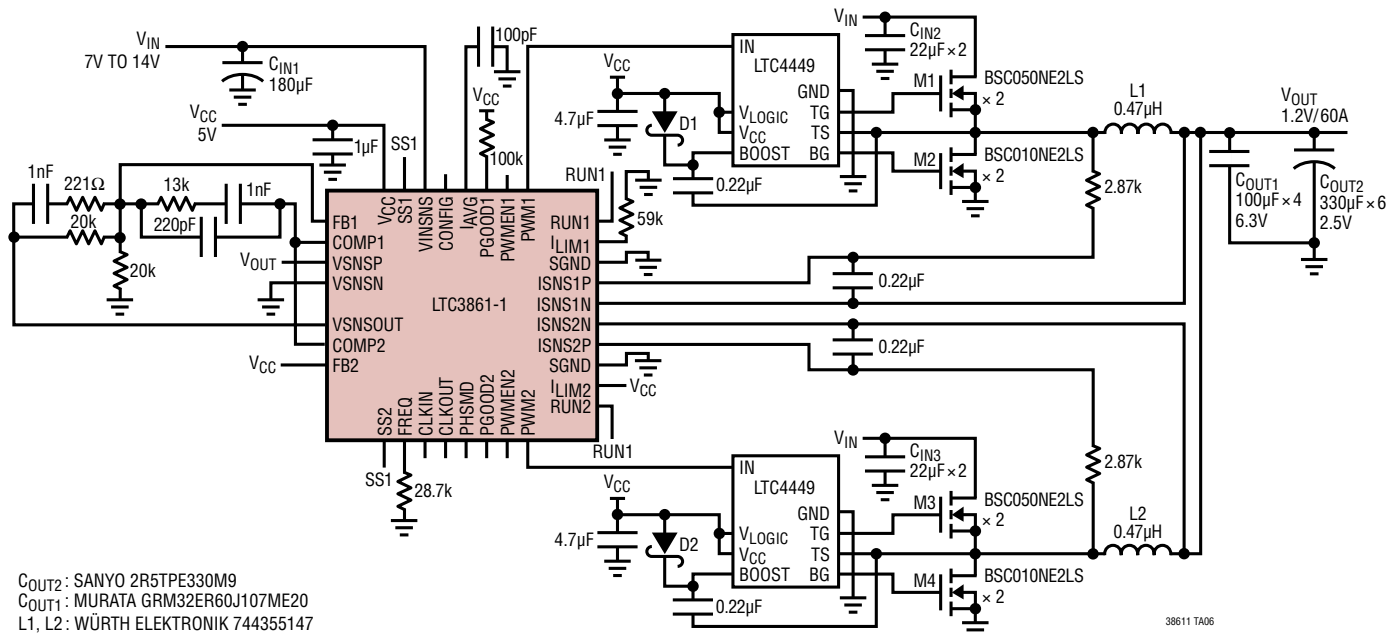 VIN
7V TO 14V
CIN1
180µF
VCC
5V
1µF
SS1
100pF
VCC
100k
1nF
221Ω
20k
13k
1nF
220pF
20k
VOUT
VCC
VCC
SS1
VINSNS
CONFIG
IAVG
PGOOD1
PWMEN1
PWM1
FB1
COMP1
VSNSP
VSNSN
VSNSOUT
COMP2
FB2
LTC3861-1
RUN1
ILIM1
SGND
ISNS1P
ISNS1N
ISNS2N
ISNS2P
SGND
ILIM2
RUN2
SS2
FREQ
CLKIN
CLKOUT
PHSMD
PGOOD2
PWMEN2
PWM2
SS1
28.7k
RUN1
59k
VCC
RUN1
VCC
4.7µF
D1
0.22µF
IN
LTC4449
GND
VLOGIC
TG
VCC
TS
BOOST
BG
VIN
CIN2
22µF × 2
M1
BSC050NE2LS
× 2
M2
BSC010NE2LS
× 2
L1
0.47µH
2.87k
VOUT
1.2V/60A
COUT1
100µF × 4
6.3V
COUT2
330µF × 6
2.5V
0.22µF
0.22µF
2.87k
VCC
4.7µF
D2
0.22µF
IN
LTC4449
GND
VLOGIC
TG
VCC
TS
BOOST
BG
VIN
CIN3
22µF × 2
M3
BSC050NE2LS
× 2
M4
BSC010NE2LS
× 2
L2
0.47µH
COUT2 : SANYO 2R5TPE330M9
COUT1 : MURATA GRM32ER60J107ME20
L1, L2 : WÜRTH ELEKTRONIK 744355147
38611 TA06